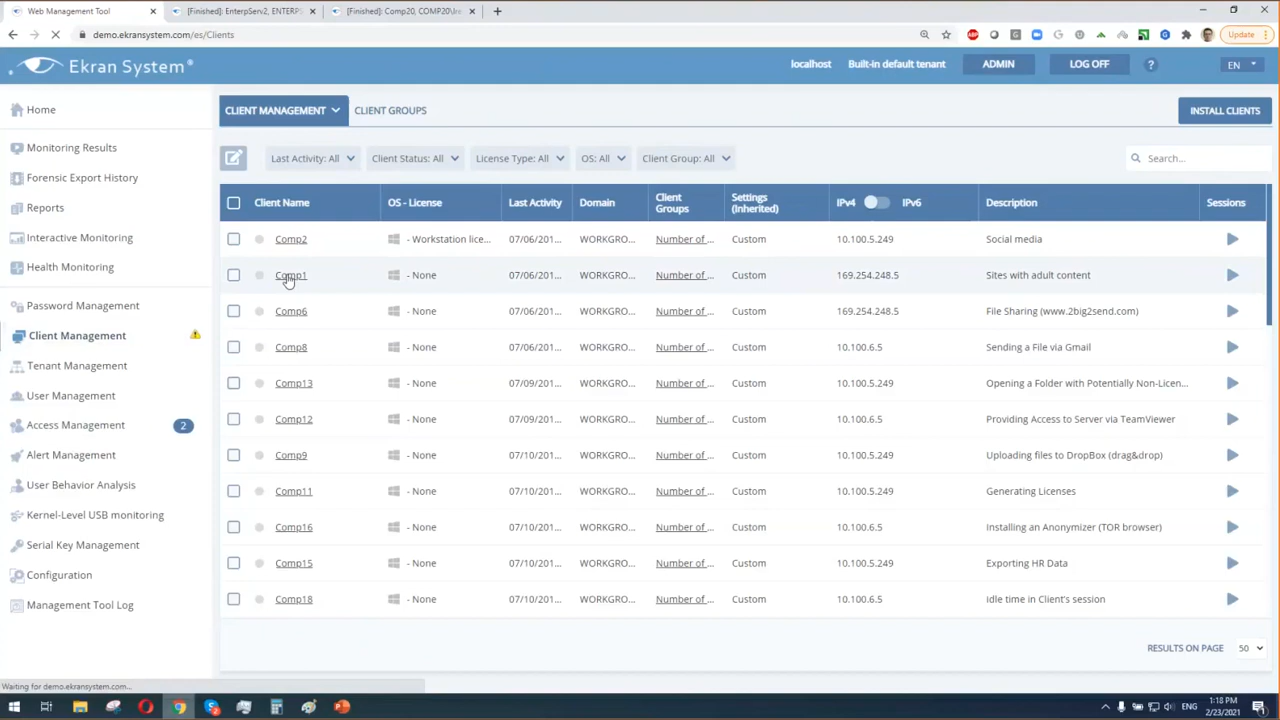 Web Management Tool
[Finished]: EnterpServ2, ENTERPS
[Finished]: Comp20, COMP20\Ire
demo.ekransystem.com/es/Clients
Update
Ekran System®
localhost
Built-in default tenant
ADMIN
LOG OFF
?
EN
Home
Monitoring Results
Forensic Export History
Reports
Interactive Monitoring
Health Monitoring
Password Management
Client Management
Tenant Management
User Management
Access Management 2
Alert Management
User Behavior Analysis
Kernel-Level USB monitoring
Serial Key Management
Configuration
Management Tool Log
CLIENT MANAGEMENT
CLIENT GROUPS
INSTALL CLIENTS
Last Activity: All
Client Status: All
License Type: All
OS: All
Client Group: All
Search...
Client Name OS - License Last Activity Domain Client Groups Settings (Inherited) IPv4 IPv6 Description Sessions
Comp2 - Workstation lice... 07/06/201... WORKGRO... Number of ... Custom 10.100.5.249 Social media
Comp1 - None 07/06/201... WORKGRO... Number of ... Custom 169.254.248.5 Sites with adult content
Comp6 - None 07/06/201... WORKGRO... Number of ... Custom 169.254.248.5 File Sharing (www.2big2send.com)
Comp8 - None 07/06/201... WORKGRO... Number of ... Custom 10.100.6.5 Sending a File via Gmail
Comp13 - None 07/09/201... WORKGRO... Number of ... Custom 10.100.5.249 Opening a Folder with Potentially Non-Licen...
Comp12 - None 07/09/201... WORKGRO... Number of ... Custom 10.100.6.5 Providing Access to Server via TeamViewer
Comp9 - None 07/10/201... WORKGRO... Number of ... Custom 10.100.5.249 Uploading files to DropBox (drag&drop)
Comp11 - None 07/10/201... WORKGRO... Number of ... Custom 10.100.5.249 Generating Licenses
Comp16 - None 07/10/201... WORKGRO... Number of ... Custom 10.100.6.5 Installing an Anonymizer (TOR browser)
Comp15 - None 07/10/201... WORKGRO... Number of ... Custom 10.100.5.249 Exporting HR Data
Comp18 - None 07/10/201... WORKGRO... Number of ... Custom 10.100.6.5 Idle time in Client's session
RESULTS ON PAGE 50
Waiting for demo.ekransystem.com...
ENG
1:18 PM
2/23/2021